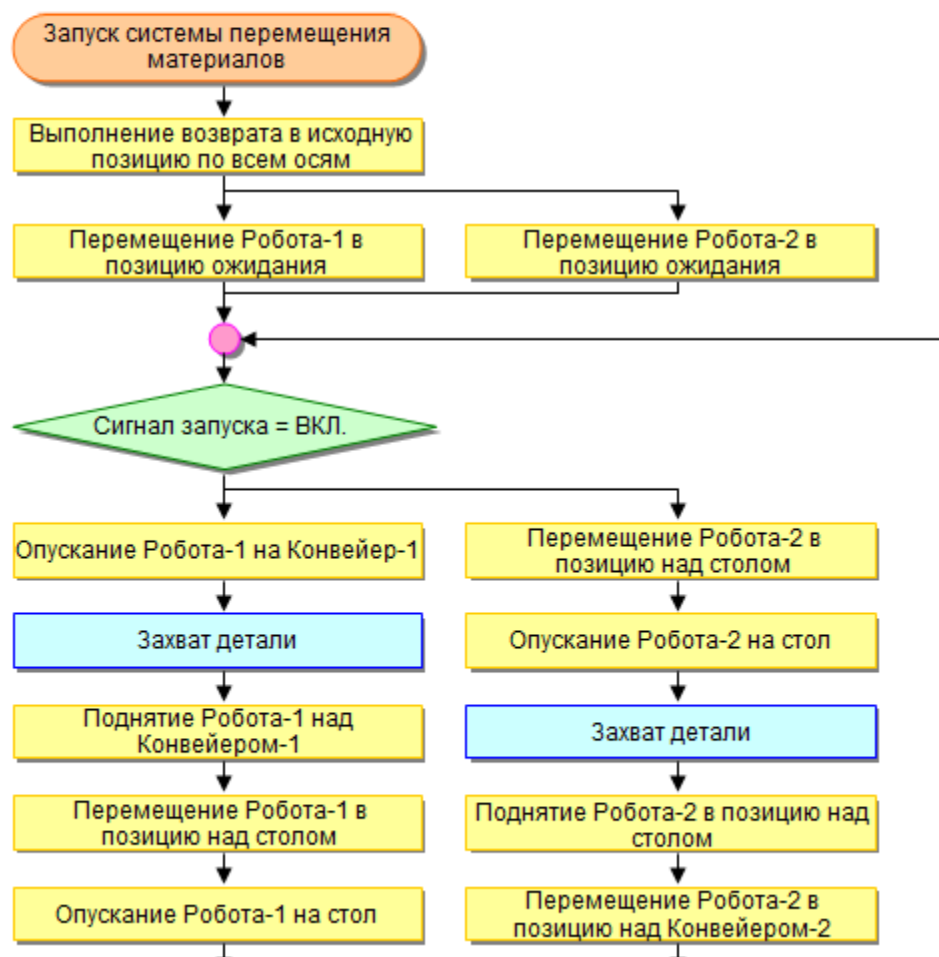 Запуск системы перемещения
материалов
Выполнение возврата в исходную
позицию по всем осям
Перемещение Робота-1 в
позицию ожидания
Перемещение Робота-2 в
позицию ожидания
Сигнал запуска = ВКЛ.
Опускание Робота-1 на Конвейер-1
Перемещение Робота-2 в
позицию над столом
Захват детали
Опускание Робота-2 на стол
Поднятие Робота-1 над
Конвейером-1
Захват детали
Перемещение Робота-1 в
позицию над столом
Поднятие Робота-2 в позицию над
столом
Опускание Робота-1 на стол
Перемещение Робота-2 в
позицию над Конвейером-2